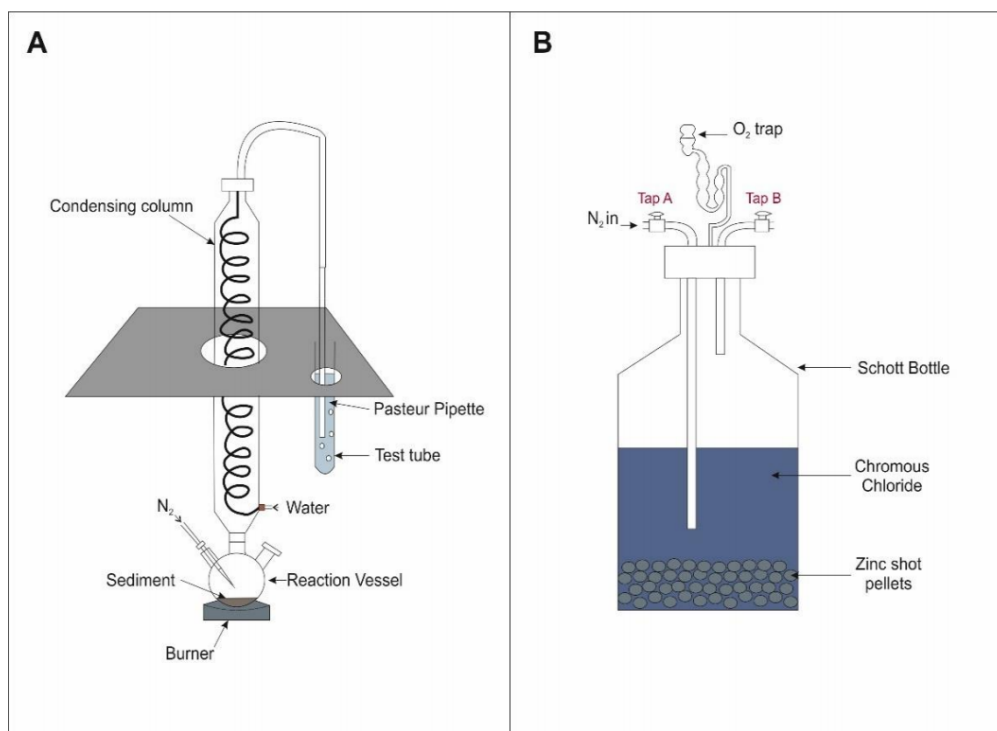 A
Condensing column
Pasteur Pipette
Test tube
Water
N₂
Sediment
Reaction Vessel
Burner
B
O₂ trap
Tap A
Tap B
N₂ in
Schott Bottle
Chromous
Chloride
Zinc shot
pellets